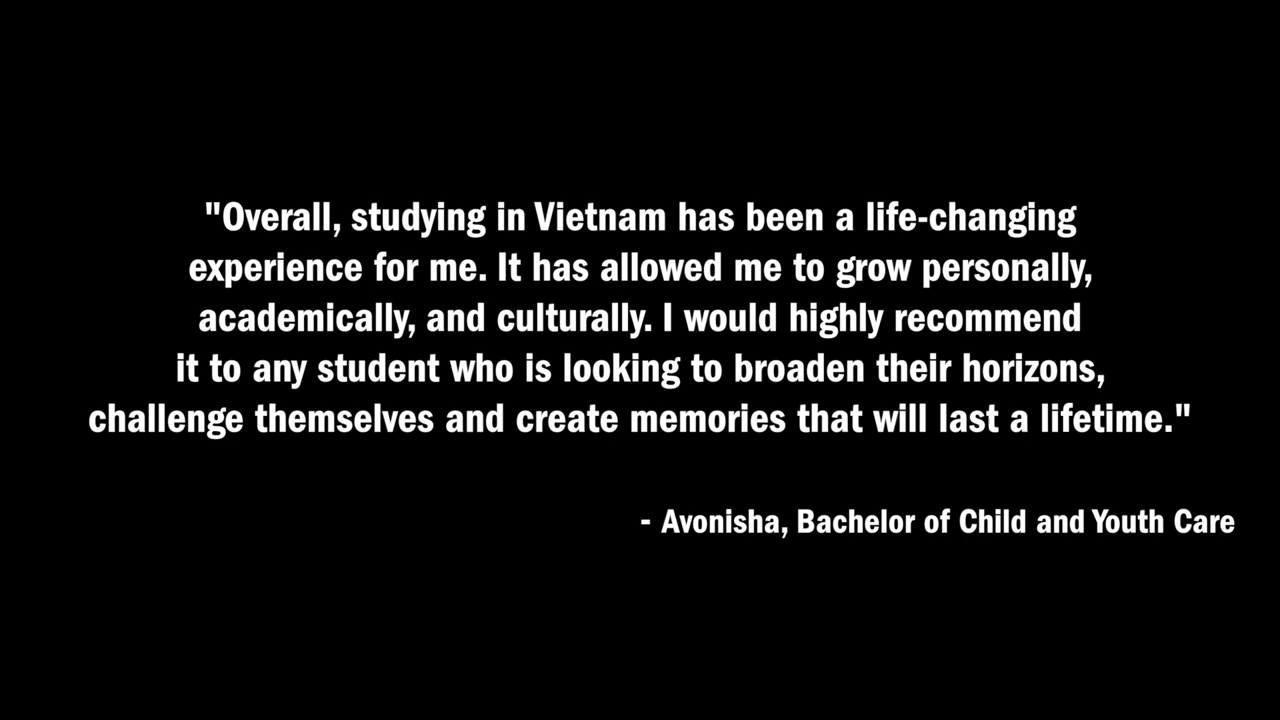 "Overall, studying in Vietnam has been a life-changing
experience for me. It has allowed me to grow personally,
academically, and culturally. I would highly recommend
it to any student who is looking to broaden their horizons,
challenge themselves and create memories that will last a lifetime."
- Avonisha, Bachelor of Child and Youth Care